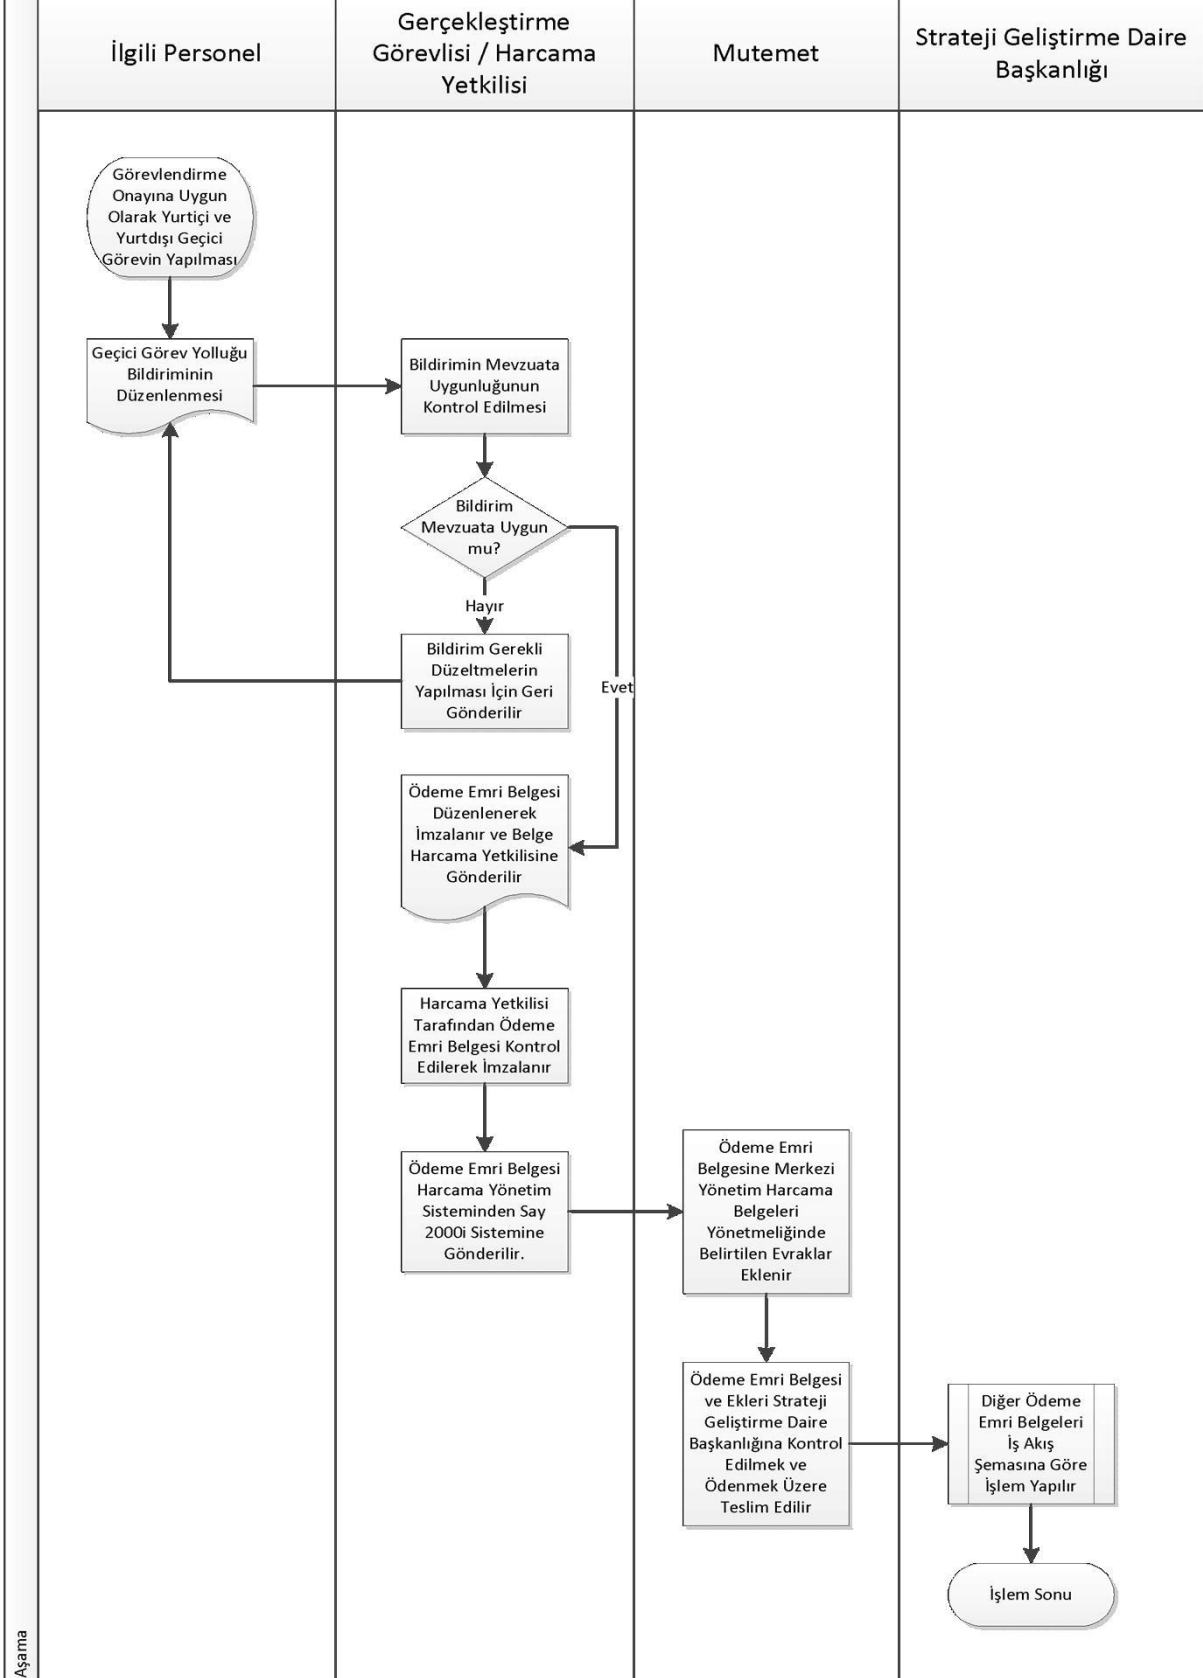 İlgili Personel
Gerçekleştirme
Görevlisi / Harcama
Yetkilisi
Mutemet
Strateji Geliştirme Daire
Başkanlığı
Görevlendirme
Onayına Uygun
Olarak Yurtiçi ve
Yurtdışı Geçici
Görevin Yapılması
Geçici Görev Yolluğu
Bildiriminin
Düzenlenmesi
Bildirimin Mevzuata
Uygunluğunun
Kontrol Edilmesi
Bildirim
Mevzuata Uygun
mu?
Hayır
Bildirim Gerekli
Düzeltmelerin
Yapılması İçin Geri
Gönderilir
Evet
Ödeme Emri Belgesi
Düzenlenerek
İmzalanır ve Belge
Harcama Yetkilisine
Gönderilir
Harcama Yetkilisi
Tarafından Ödeme
Emri Belgesi Kontrol
Edilerek İmzalanır
Ödeme Emri Belgesi
Harcama Yönetim
Sisteminden Say
2000i Sistemine
Gönderilir.
Ödeme Emri
Belgesine Merkezi
Yönetim Harcama
Belgeleri
Yönetmeliğinde
Belirtilen Evraklar
Eklenir
Ödeme Emri Belgesi
ve Ekleri Strateji
Geliştirme Daire
Başkanlığına Kontrol
Edilmek ve
Ödenmek Üzere
Teslim Edilir
Diğer Ödeme
Emri Belgeleri
İş Akış
Şemasına Göre
İşlem Yapılır
İşlem Sonu
Aşama